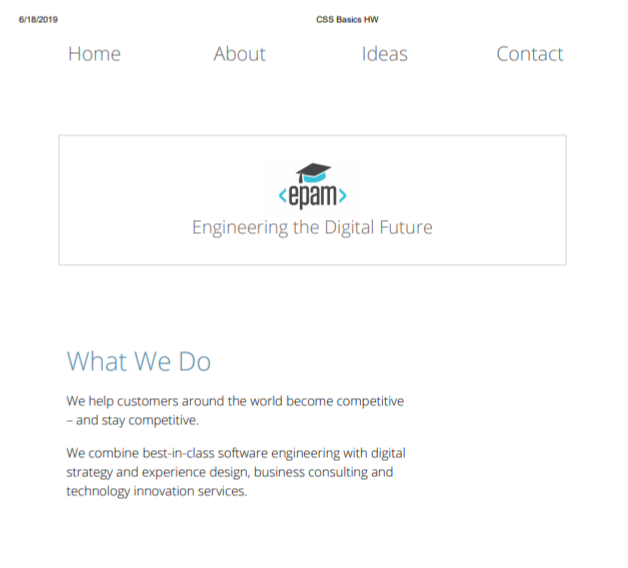 6/18/2019 CSS Basics HW
Home About Ideas Contact
<epam>
Engineering the Digital Future
What We Do
We help customers around the world become competitive
– and stay competitive.
We combine best-in-class software engineering with digital
strategy and experience design, business consulting and
technology innovation services.